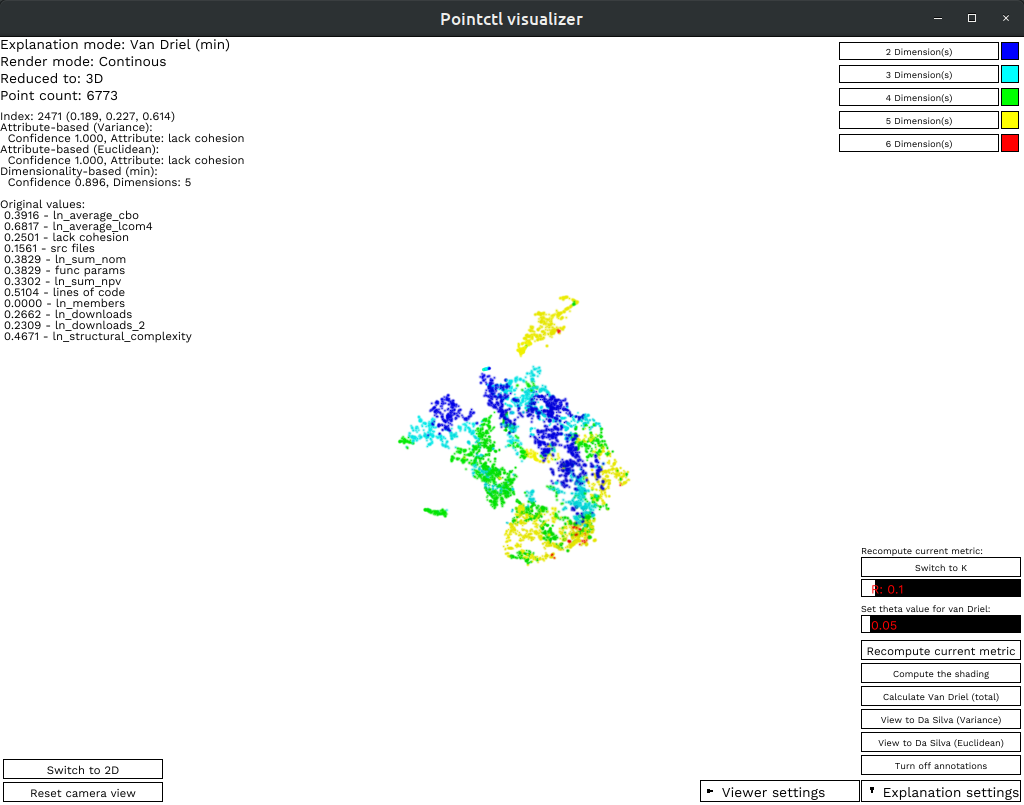 Pointctl visualizer
Explanation mode: Van Driel (min)
Render mode: Continous
Reduced to: 3D
Point count: 6773
Index: 2471 (0.189, 0.227, 0.614)
Attribute-based (Variance):
Confidence 1.000, Attribute: lack cohesion
Attribute-based (Euclidean):
Confidence 1.000, Attribute: lack cohesion
Dimensionality-based (min):
Confidence 0.896, Dimensions: 5
Original values:
0.3916 - ln_average_cbo
0.6817 - ln_average_lcom4
0.2501 - lack cohesion
0.1561 - src files
0.3829 - ln_sum_nom
0.3829 - func params
0.3302 - ln_sum_npv
0.5104 - lines of code
0.0000 - ln_members
0.2662 - ln_downloads
0.2309 - ln_downloads_2
0.4671 - ln_structural_complexity
2 Dimension(s)
3 Dimension(s)
4 Dimension(s)
5 Dimension(s)
6 Dimension(s)
Recompute current metric:
Switch to K
R: 0.1
Set theta value for van Driel:
0.05
Recompute current metric
Compute the shading
Calculate Van Driel (total)
View to Da Silva (Variance)
View to Da Silva (Euclidean)
Turn off annotations
Switch to 2D
Reset camera view
Viewer settings
Explanation settings